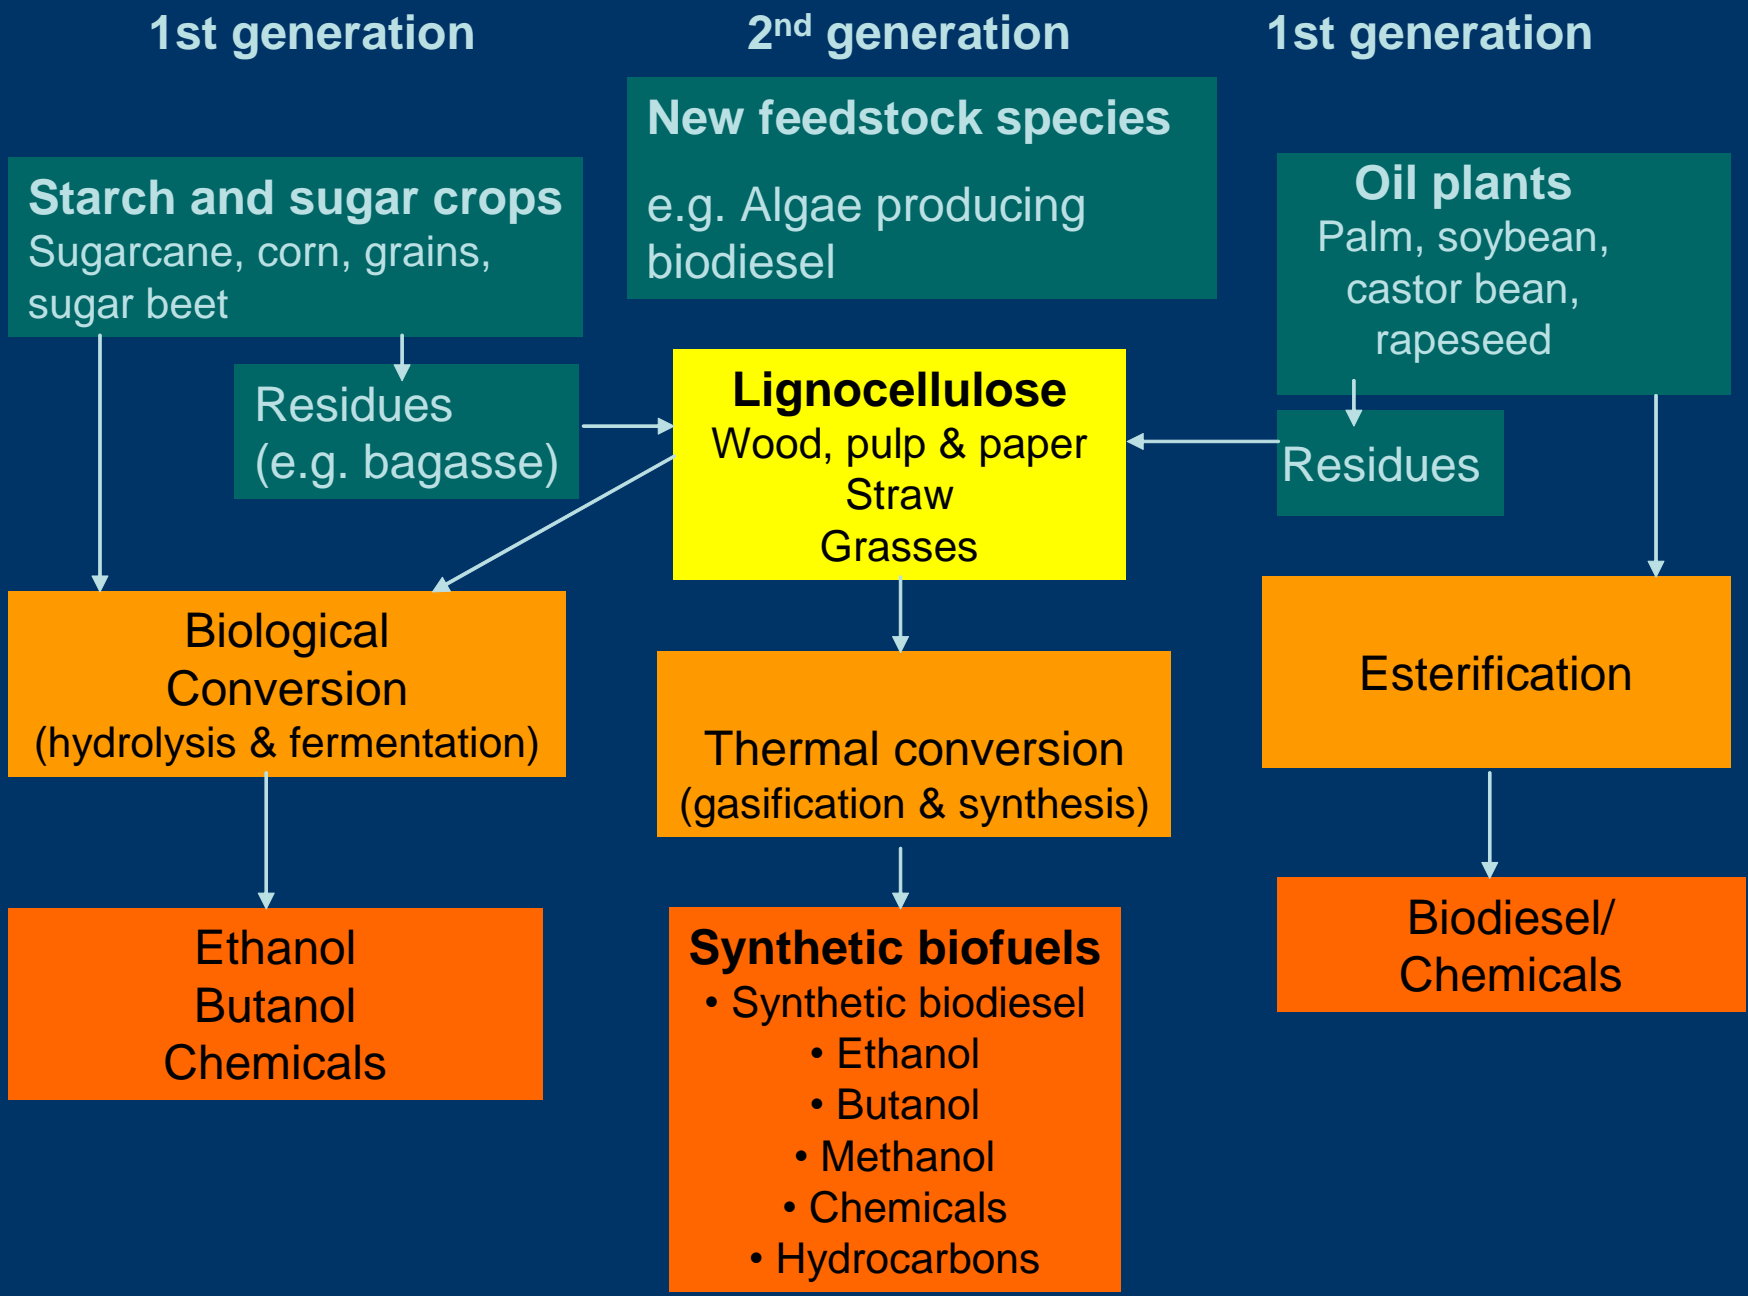 1st generation
2nd generation
1st generation
New feedstock species
e.g. Algae producing
biodiesel
Starch and sugar crops
Sugarcane, corn, grains,
sugar beet
Oil plants
Palm, soybean,
castor bean,
rapeseed
Residues
(e.g. bagasse)
Lignocellulose
Wood, pulp & paper
Straw
Grasses
Residues
Biological
Conversion
(hydrolysis & fermentation)
Thermal conversion
(gasification & synthesis)
Esterification
Ethanol
Butanol
Chemicals
Synthetic biofuels
• Synthetic biodiesel
• Ethanol
• Butanol
• Methanol
• Chemicals
• Hydrocarbons
Biodiesel/
Chemicals